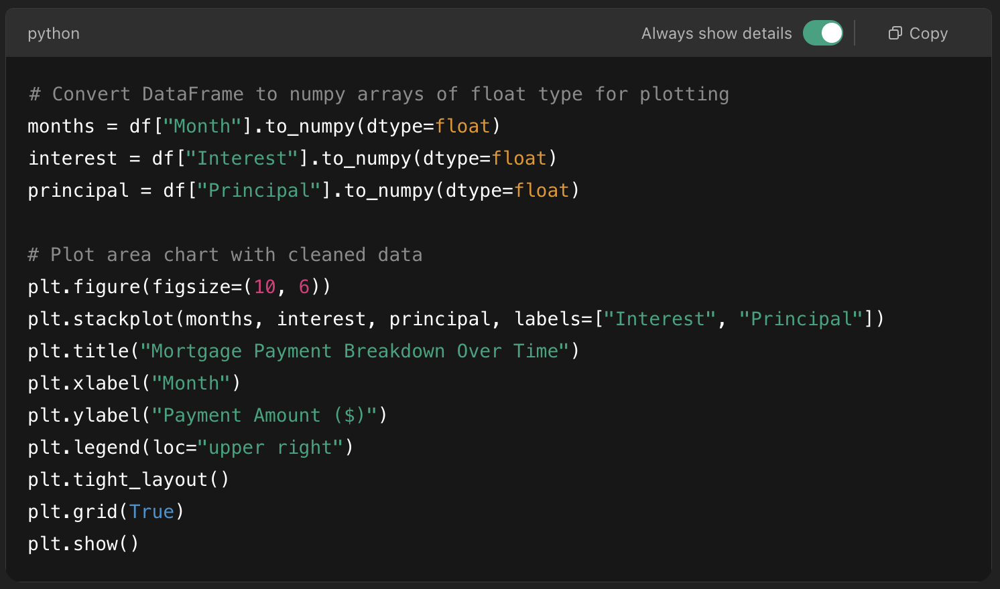 python
Always show details
Copy
# Convert DataFrame to numpy arrays of float type for plotting
months = df["Month"].to_numpy(dtype=float)
interest = df["Interest"].to_numpy(dtype=float)
principal = df["Principal"].to_numpy(dtype=float)
# Plot area chart with cleaned data
plt.figure(figsize=(10, 6))
plt.stackplot(months, interest, principal, labels=["Interest", "Principal"])
plt.title("Mortgage Payment Breakdown Over Time")
plt.xlabel("Month")
plt.ylabel("Payment Amount ($)")
plt.legend(loc="upper right")
plt.tight_layout()
plt.grid(True)
plt.show()